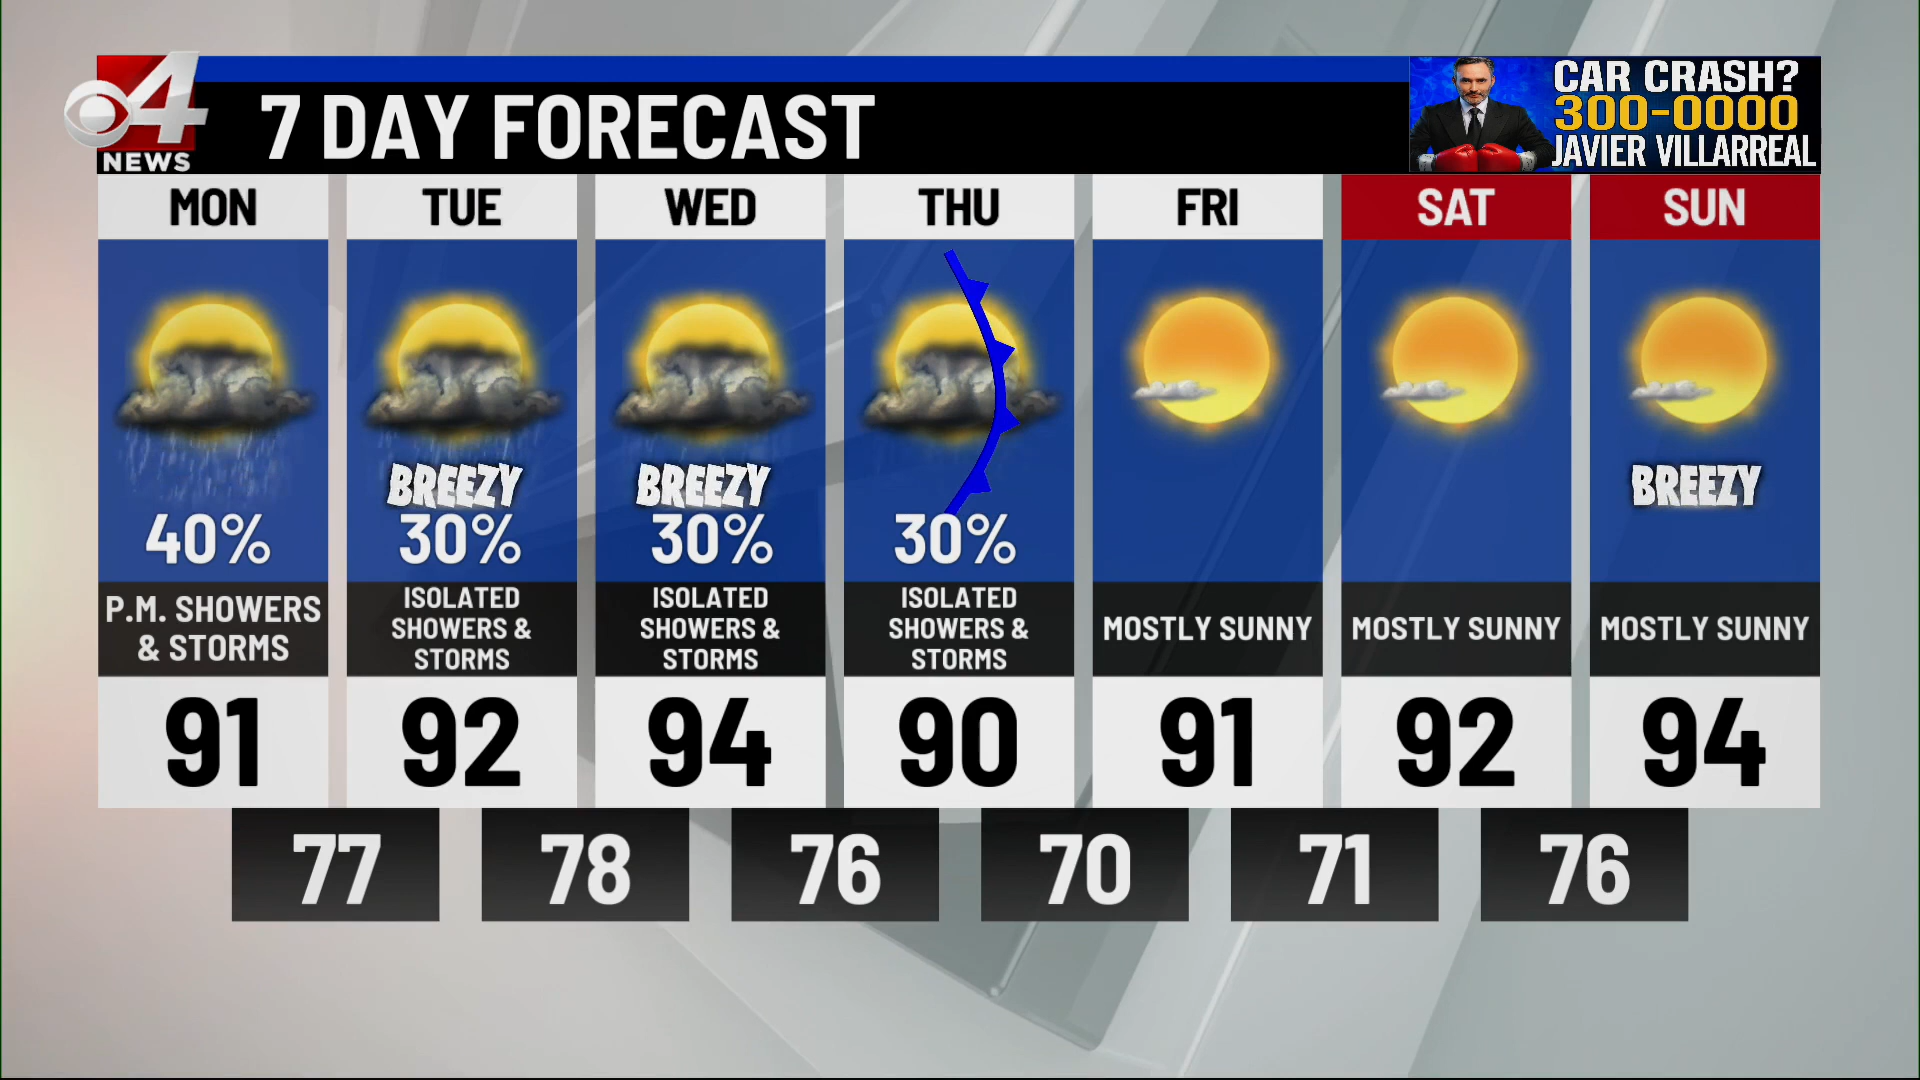 4
NEWS
7 DAY FORECAST
CAR CRASH?
300-0000
JAVIER VILLARREAL
MON
TUE
WED
THU
FRI
SAT
SUN
BREEZY
BREEZY
BREEZY
40%
30%
30%
30%
P.M. SHOWERS
& STORMS
ISOLATED
SHOWERS &
STORMS
ISOLATED
SHOWERS &
STORMS
ISOLATED
SHOWERS &
STORMS
MOSTLY SUNNY
MOSTLY SUNNY
MOSTLY SUNNY
91
92
94
90
91
92
94
77
78
76
70
71
76